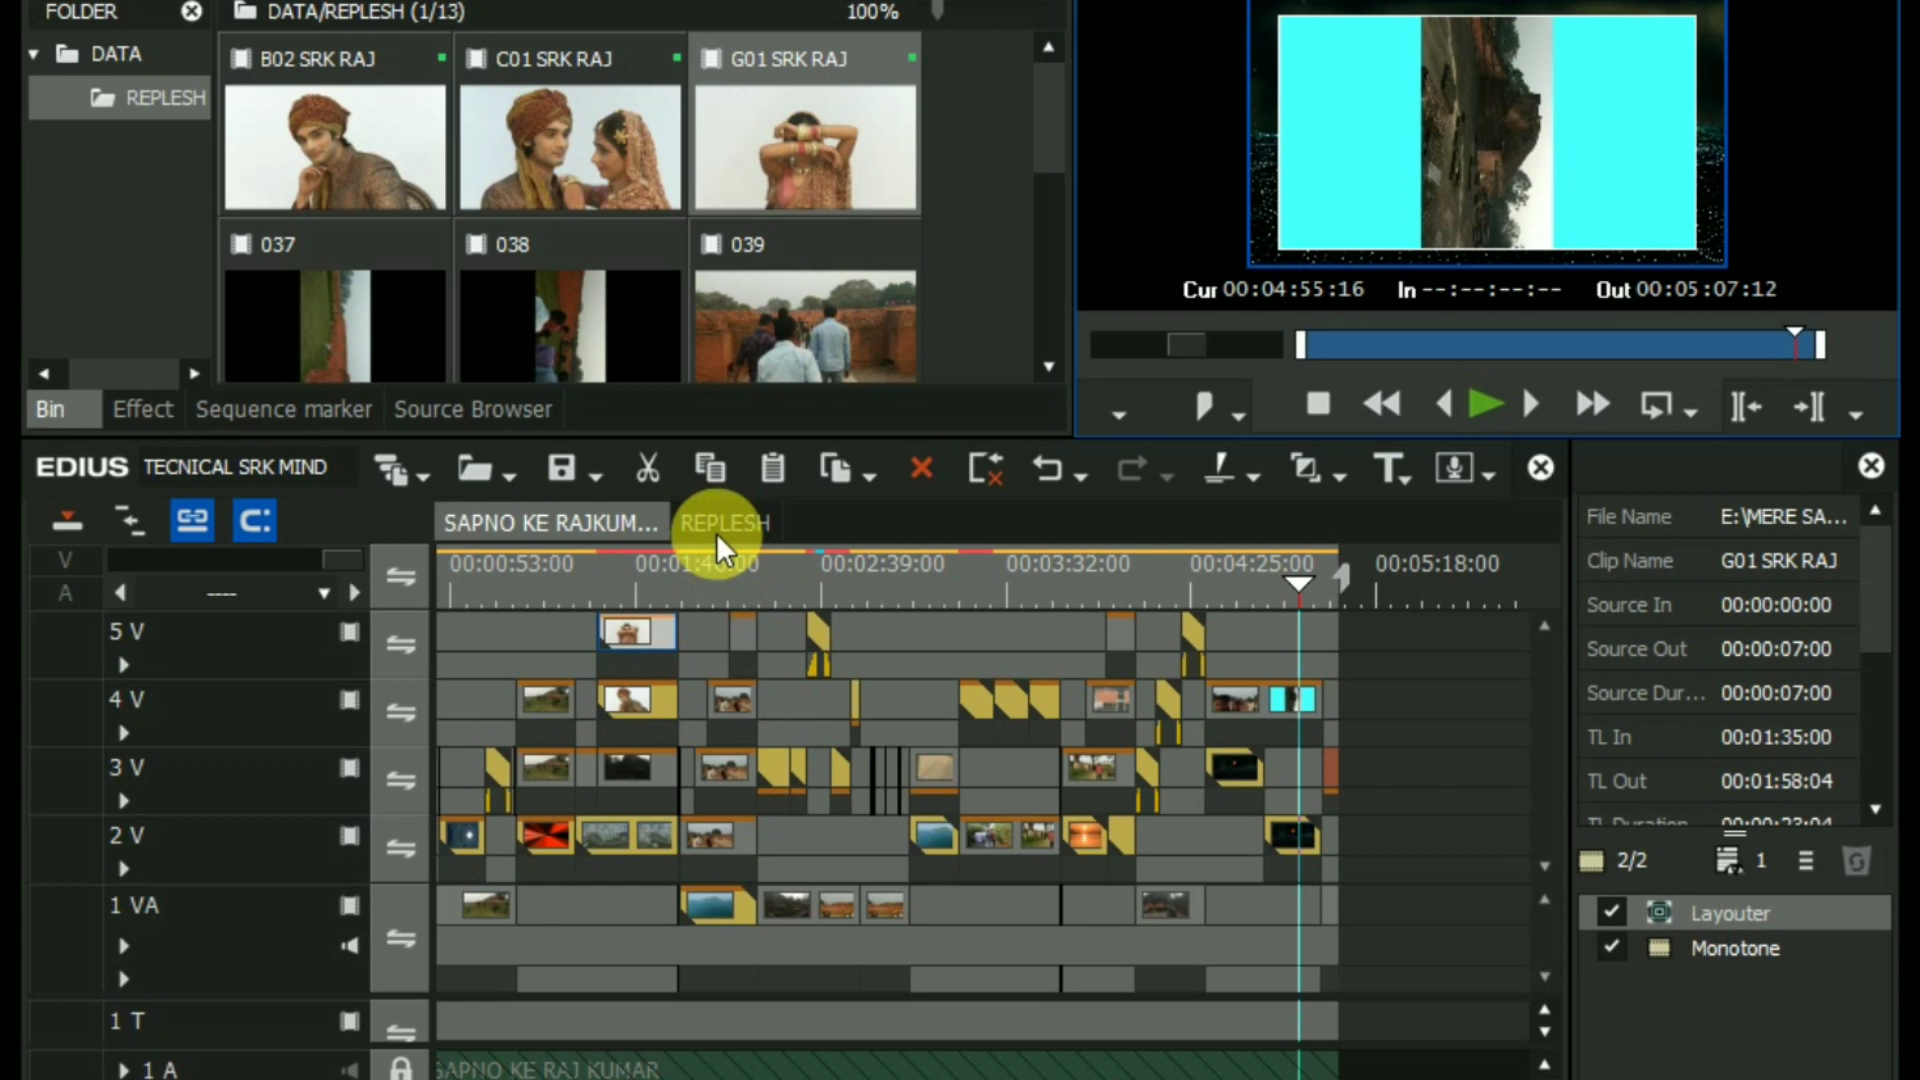 FOLDER
DATA/REPLESH (1/13)
100%
DATA
REPLESH
B02 SRK RAJ
C01 SRK RAJ
G01 SRK RAJ
037
038
039
Cur 00:04:55:16
In --:--:--:--
Out 00:05:07:12
Bin
Effect
Sequence marker
Source Browser
EDIUS
TECNICAL SRK MIND
SAPNO KE RAJKUM...
REPLESH
V
A
----
00:00:53:00
00:01:46:00
00:02:39:00
00:03:32:00
00:04:25:00
00:05:18:00
5 V
4 V
3 V
2 V
1 VA
1 T
1 A
SAPNO KE RAJ KUMAR
File Name E:\MERE SA...
Clip Name G01 SRK RAJ
Source In 00:00:00:00
Source Out 00:00:07:00
Source Dur... 00:00:07:00
TL In 00:01:35:00
TL Out 00:01:58:04
TL Duration 00:00:23:04
2/2
1
Layouter
Monotone